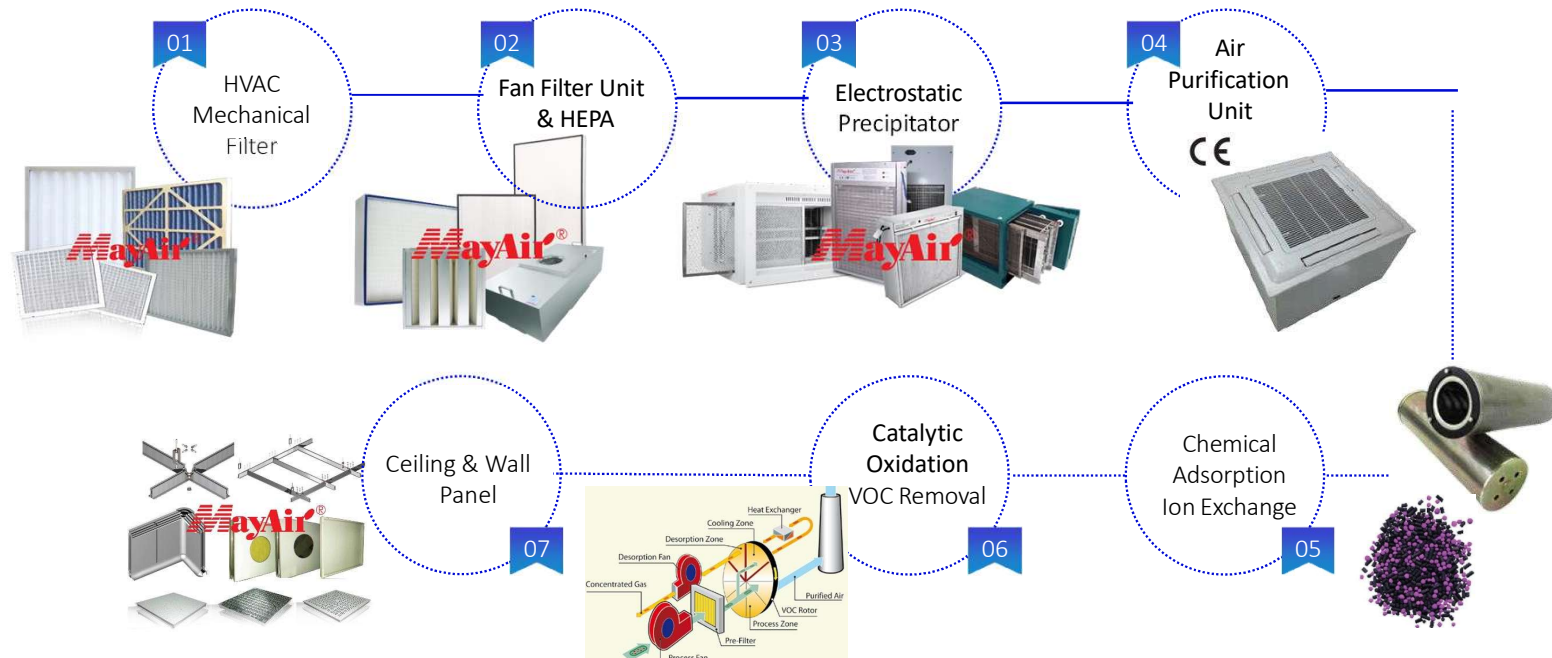 01
HVAC
Mechanical
Filter
MayAir®
02
Fan Filter Unit
& HEPA
MayAir®
03
Electrostatic
Precipitator
MayAir
MayAir®
04
Air
Purification
Unit
CE
Chemical
Adsorption
Ion Exchange
05
Catalytic
Oxidation
VOC Removal
06
Heat Exchanger
Cooling Zone
Desorption Zone
Desorption Fan
Concentrated Gas
Purified Air
VOC Rotor
Process Zone
Pre-Filter
Process Fan
Ceiling & Wall
Panel
07
MayAir®